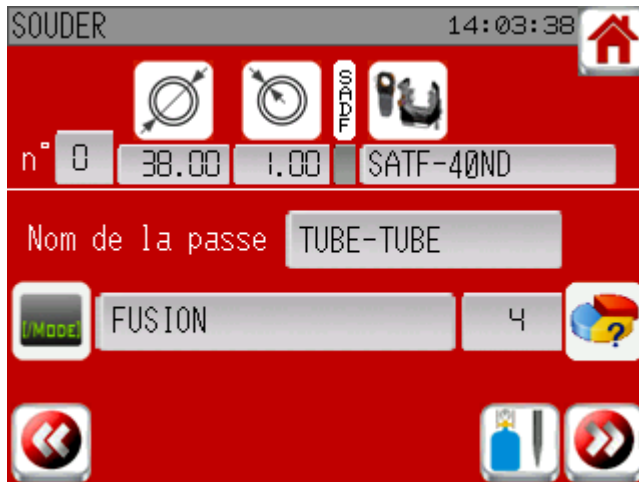 SOUDER 14:03:38
SADF
n° 0 38.00 1.00 SATF-40ND
Nom de la passe TUBE-TUBE
[/MODE] FUSION 4 ?